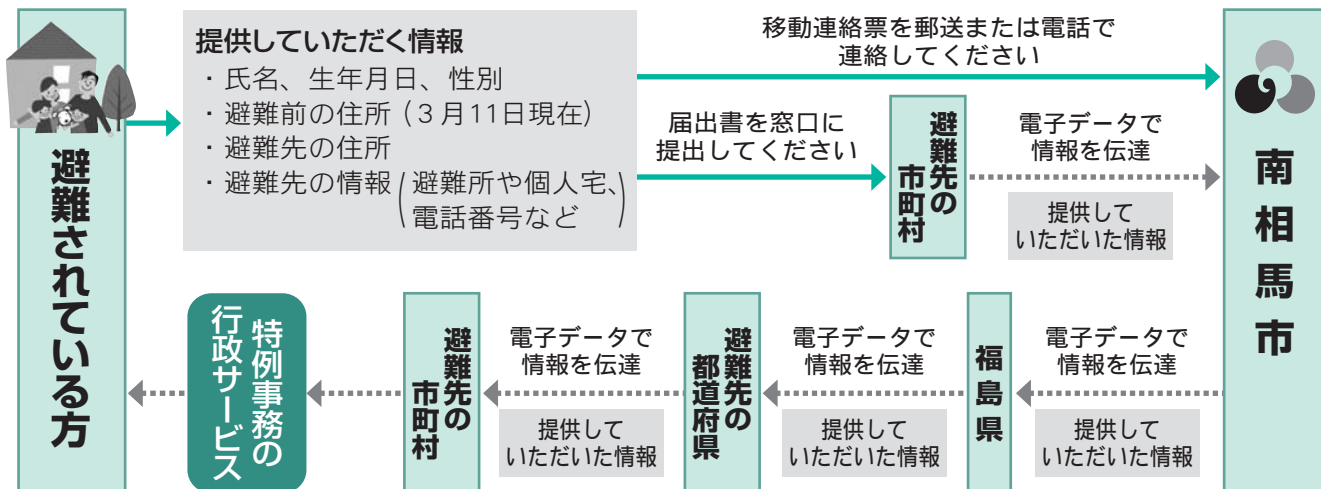 避難されている方
提供していただく情報
・氏名、生年月日、性別
・避難前の住所（３月11日現在）
・避難先の住所
・避難先の情報（避難所や個人宅、
電話番号など）
移動連絡票を郵送または電話で
連絡してください
届出書を窓口に
提出してください
避難先の
市町村
電子データで
情報を伝達
提供して
いただいた情報
南相馬市
電子データで
情報を伝達
提供して
いただいた情報
福島県
電子データで
情報を伝達
提供して
いただいた情報
避難先の
都道府県
電子データで
情報を伝達
提供して
いただいた情報
避難先の
市町村
特例事務の
行政サービス